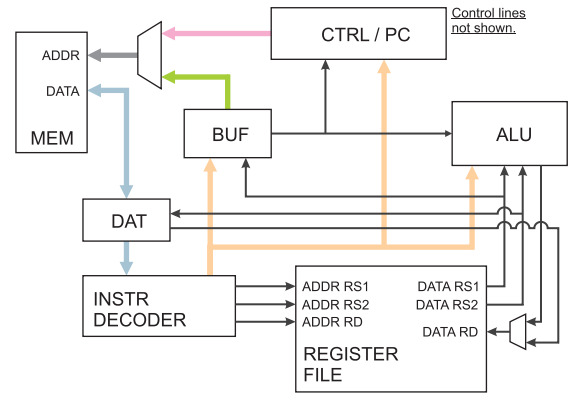 Control lines
not shown.
CTRL / PC
ADDR
DATA
MEM
BUF
ALU
DAT
INSTR
DECODER
ADDR RS1
ADDR RS2
ADDR RD
DATA RS1
DATA RS2
DATA RD
REGISTER
FILE